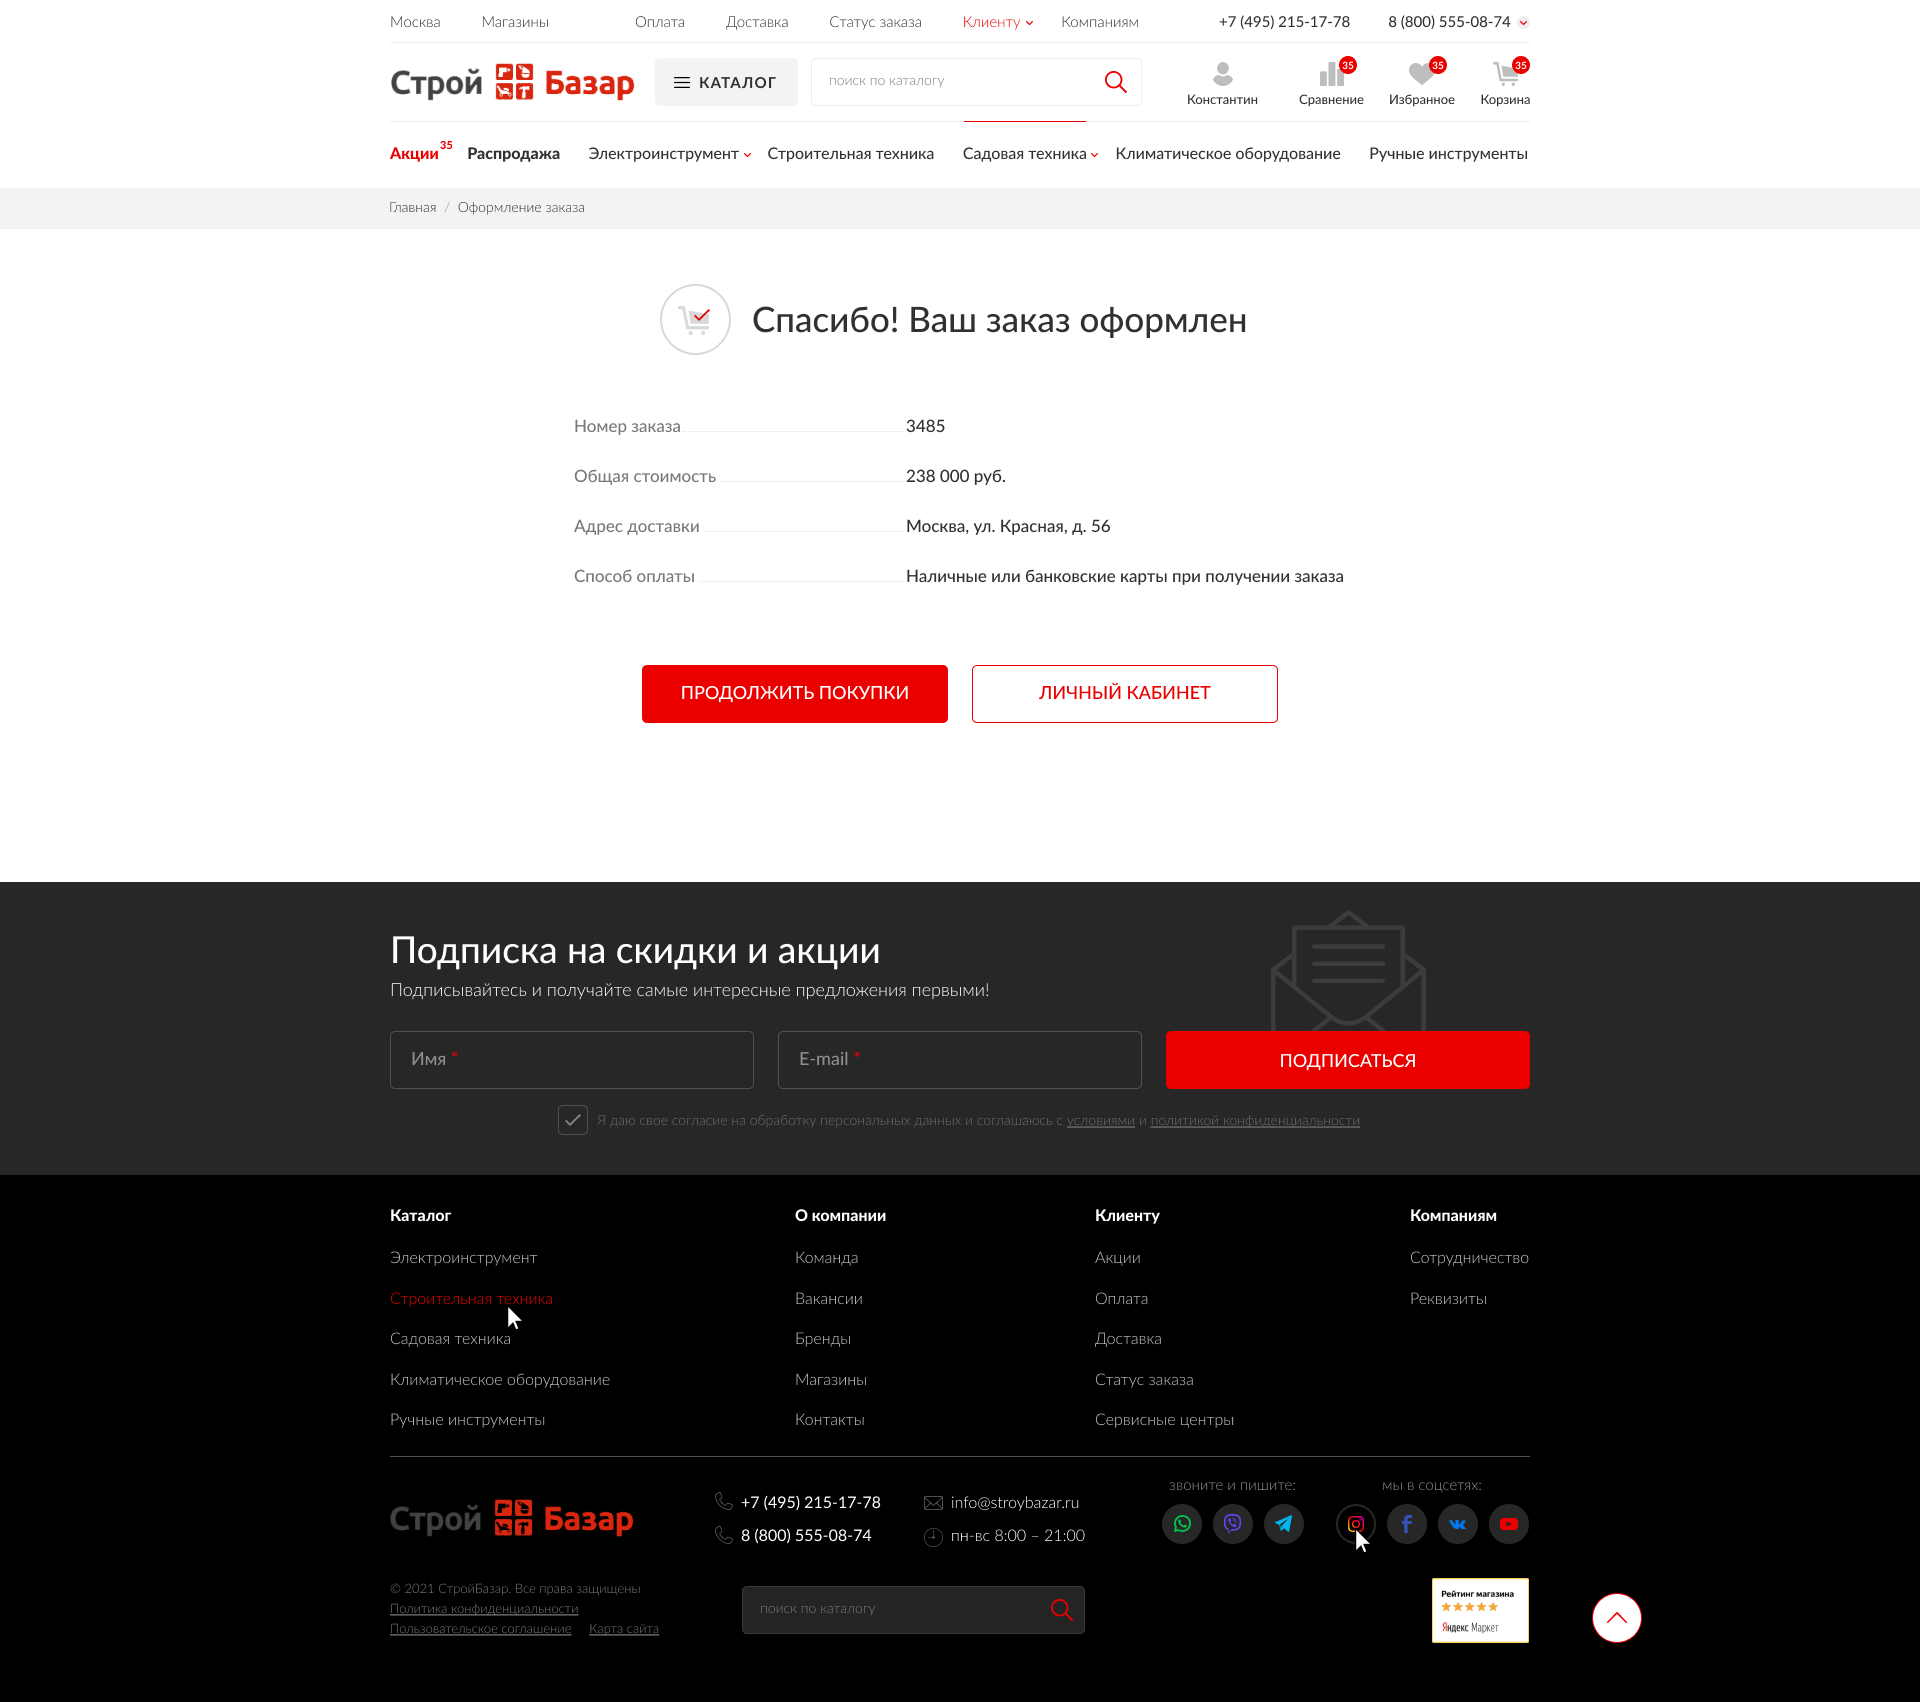 Москва Магазины Оплата Доставка Статус заказа Клиенту Компаниям +7 (495) 215-17-78 8 (800) 555-08-74
Строй Базар КАТАЛОГ поиск по каталогу
35 35 35
Константин Сравнение Избранное Корзина
Акции 35 Распродажа Электроинструмент Строительная техника Садовая техника Климатическое оборудование Ручные инструменты
Главная / Оформление заказа
Спасибо! Ваш заказ оформлен
Номер заказа 3485
Общая стоимость 238 000 руб.
Адрес доставки Москва, ул. Красная, д. 56
Способ оплаты Наличные или банковские карты при получении заказа
ПРОДОЛЖИТЬ ПОКУПКИ ЛИЧНЫЙ КАБИНЕТ
Подписка на скидки и акции
Подписывайтесь и получайте самые интересные предложения первыми!
Имя * E-mail * ПОДПИСАТЬСЯ
Я даю свое согласие на обработку персональных данных и соглашаюсь с условиями и политикой конфиденциальности
Каталог О компании Клиенту Компаниям
Электроинструмент Команда Акции Сотрудничество
Строительная техника Вакансии Оплата Реквизиты
Садовая техника Бренды Доставка
Климатическое оборудование Магазины Статус заказа
Ручные инструменты Контакты Сервисные центры
звоните и пишите: мы в соцсетях:
Строй Базар
+7 (495) 215-17-78 info@stroybazar.ru
8 (800) 555-08-74 пн-вс 8:00 – 21:00
© 2021 СтройБазар. Все права защищены
Политика конфиденциальности
Пользовательское соглашение Карта сайта
поиск по каталогу
Рейтинг магазина
Яндекс Маркет